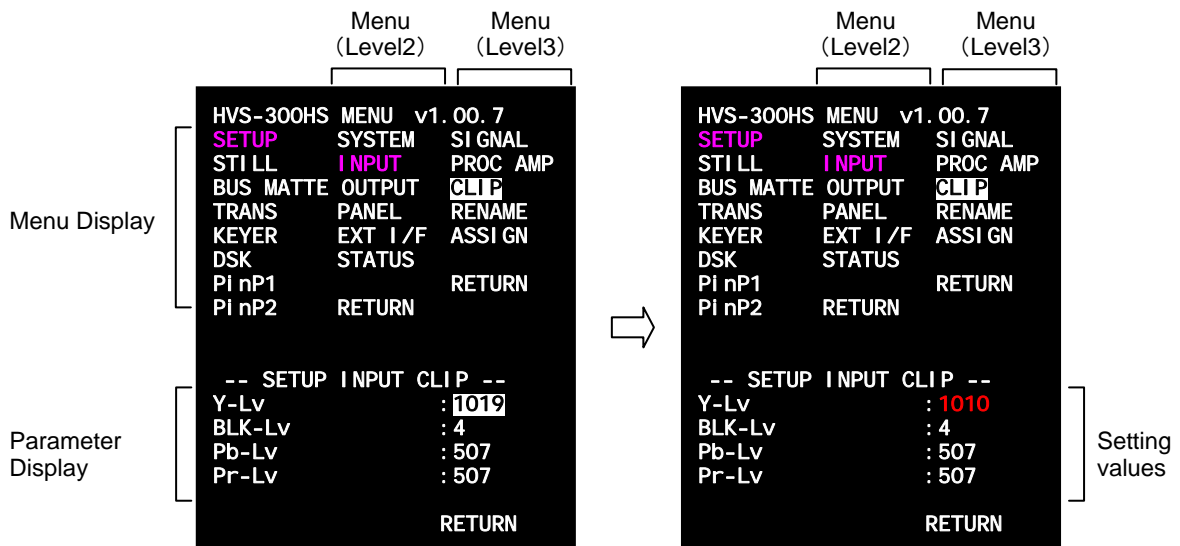 Menu
（Level2）
Menu
（Level3）
Menu
（Level2）
Menu
（Level3）
Menu Display
HVS-300HS MENU v1.00.7
SETUP SYSTEM SIGNAL
STILL INPUT PROC AMP
BUS MATTE OUTPUT CLIP
TRANS PANEL RENAME
KEYER EXT I/F ASSIGN
DSK STATUS
PinP1 RETURN
PinP2 RETURN
Parameter
Display
-- SETUP INPUT CLIP --
Y-Lv :1019
BLK-Lv :4
Pb-Lv :507
Pr-Lv :507
RETURN
HVS-300HS MENU v1.00.7
SETUP SYSTEM SIGNAL
STILL INPUT PROC AMP
BUS MATTE OUTPUT CLIP
TRANS PANEL RENAME
KEYER EXT I/F ASSIGN
DSK STATUS
PinP1 RETURN
PinP2 RETURN
-- SETUP INPUT CLIP --
Y-Lv :1010
BLK-Lv :4
Pb-Lv :507
Pr-Lv :507
RETURN
Setting
values